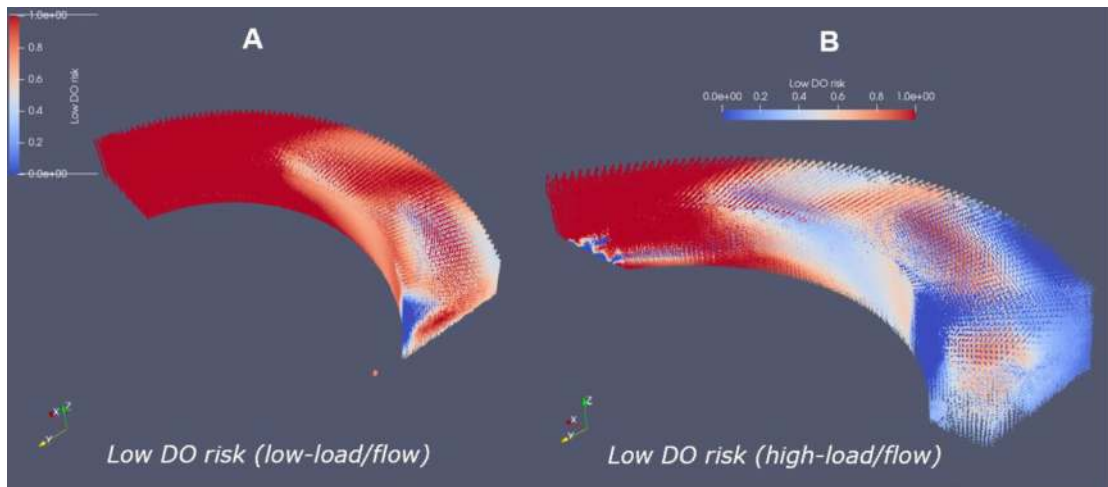 A
B
1.0e+00
0.8
0.6
0.4
0.2
0.0e+00
Low DO risk
Low DO risk
0.0e+00 0.2 0.4 0.6 0.8 1.0e+00
X Z Y
X Z Y
Low DO risk (low-load/flow)
Low DO risk (high-load/flow)